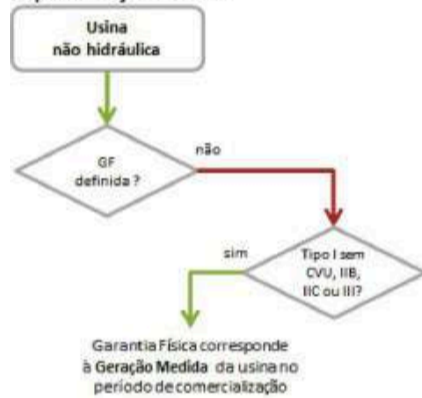 Usina
não hidráulica
GF
definida ?
não
sim
Tipo I sem
CVU, IIB,
IIC ou III?
Garantia Física corresponde
à Geração Medida da usina no
período de comercialização